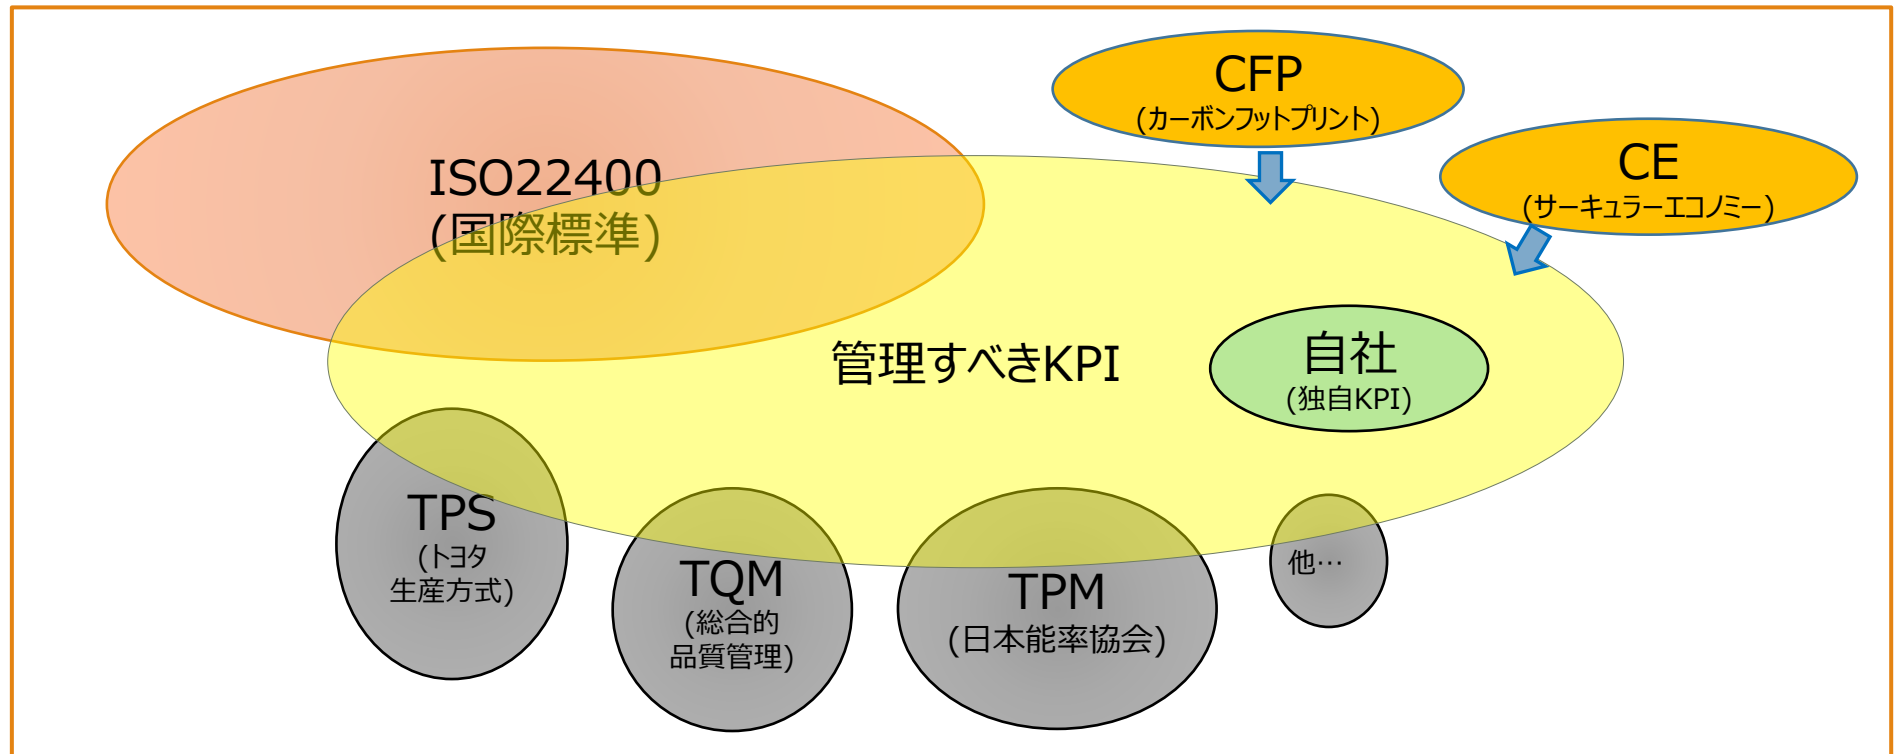 CFP
(カーボンフットプリント)
CE
(サーキュラーエコノミー)
ISO22400
(国際標準)
管理すべきKPI
自社
(独自KPI)
TPS
(トヨタ
生産方式)
TQM
(総合的
品質管理)
TPM
(日本能率協会)
他…